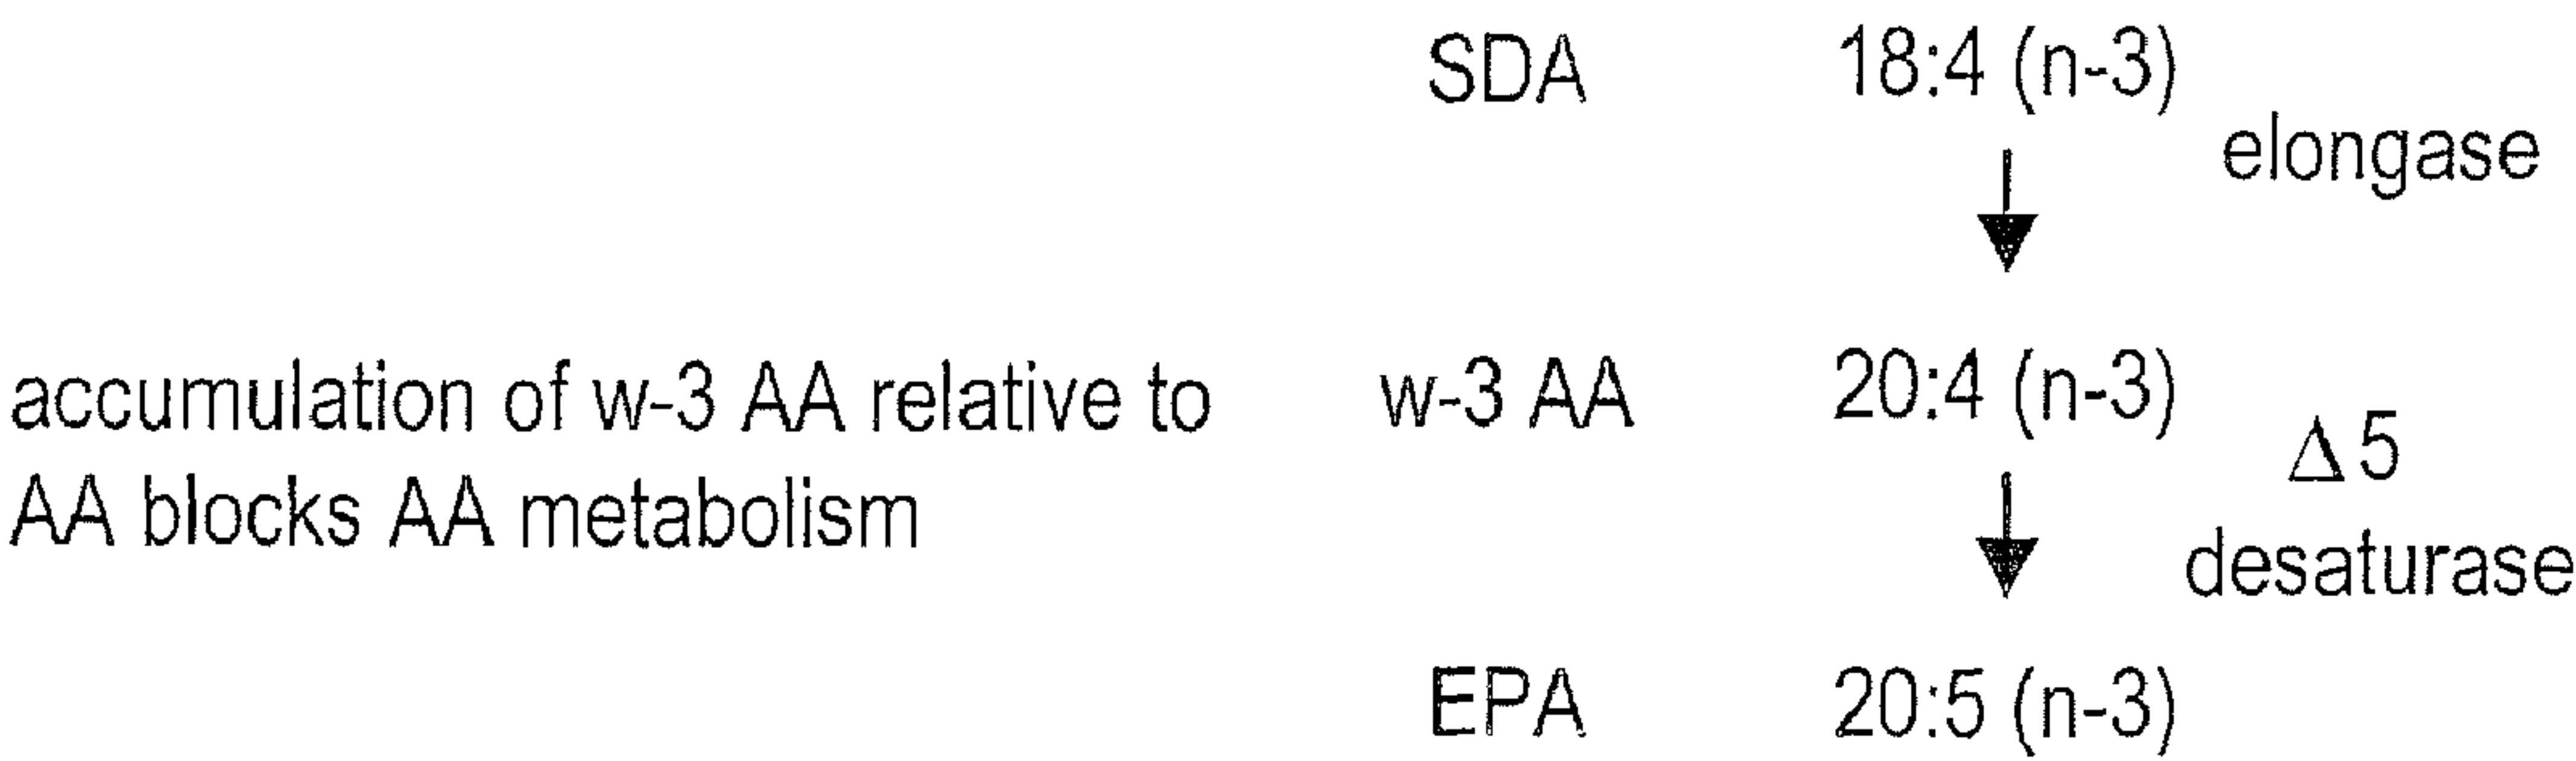 SDA 18:4 (n-3)
elongase
accumulation of w-3 AA relative to
AA blocks AA metabolism
w-3 AA 20:4 (n-3)
Δ5
desaturase
EPA 20:5 (n-3)